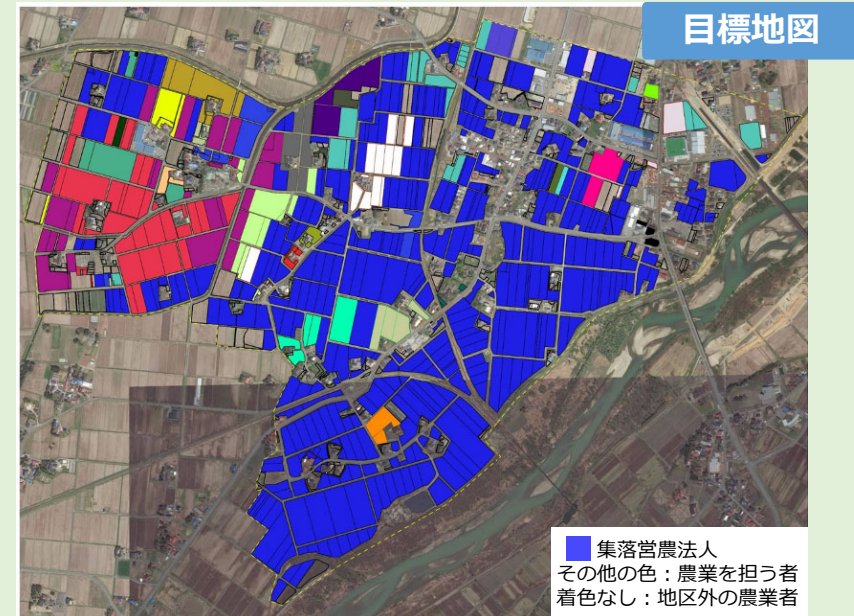 目標地図
集落営農法人
その他の色：農業を担う者
着色なし：地区外の農業者